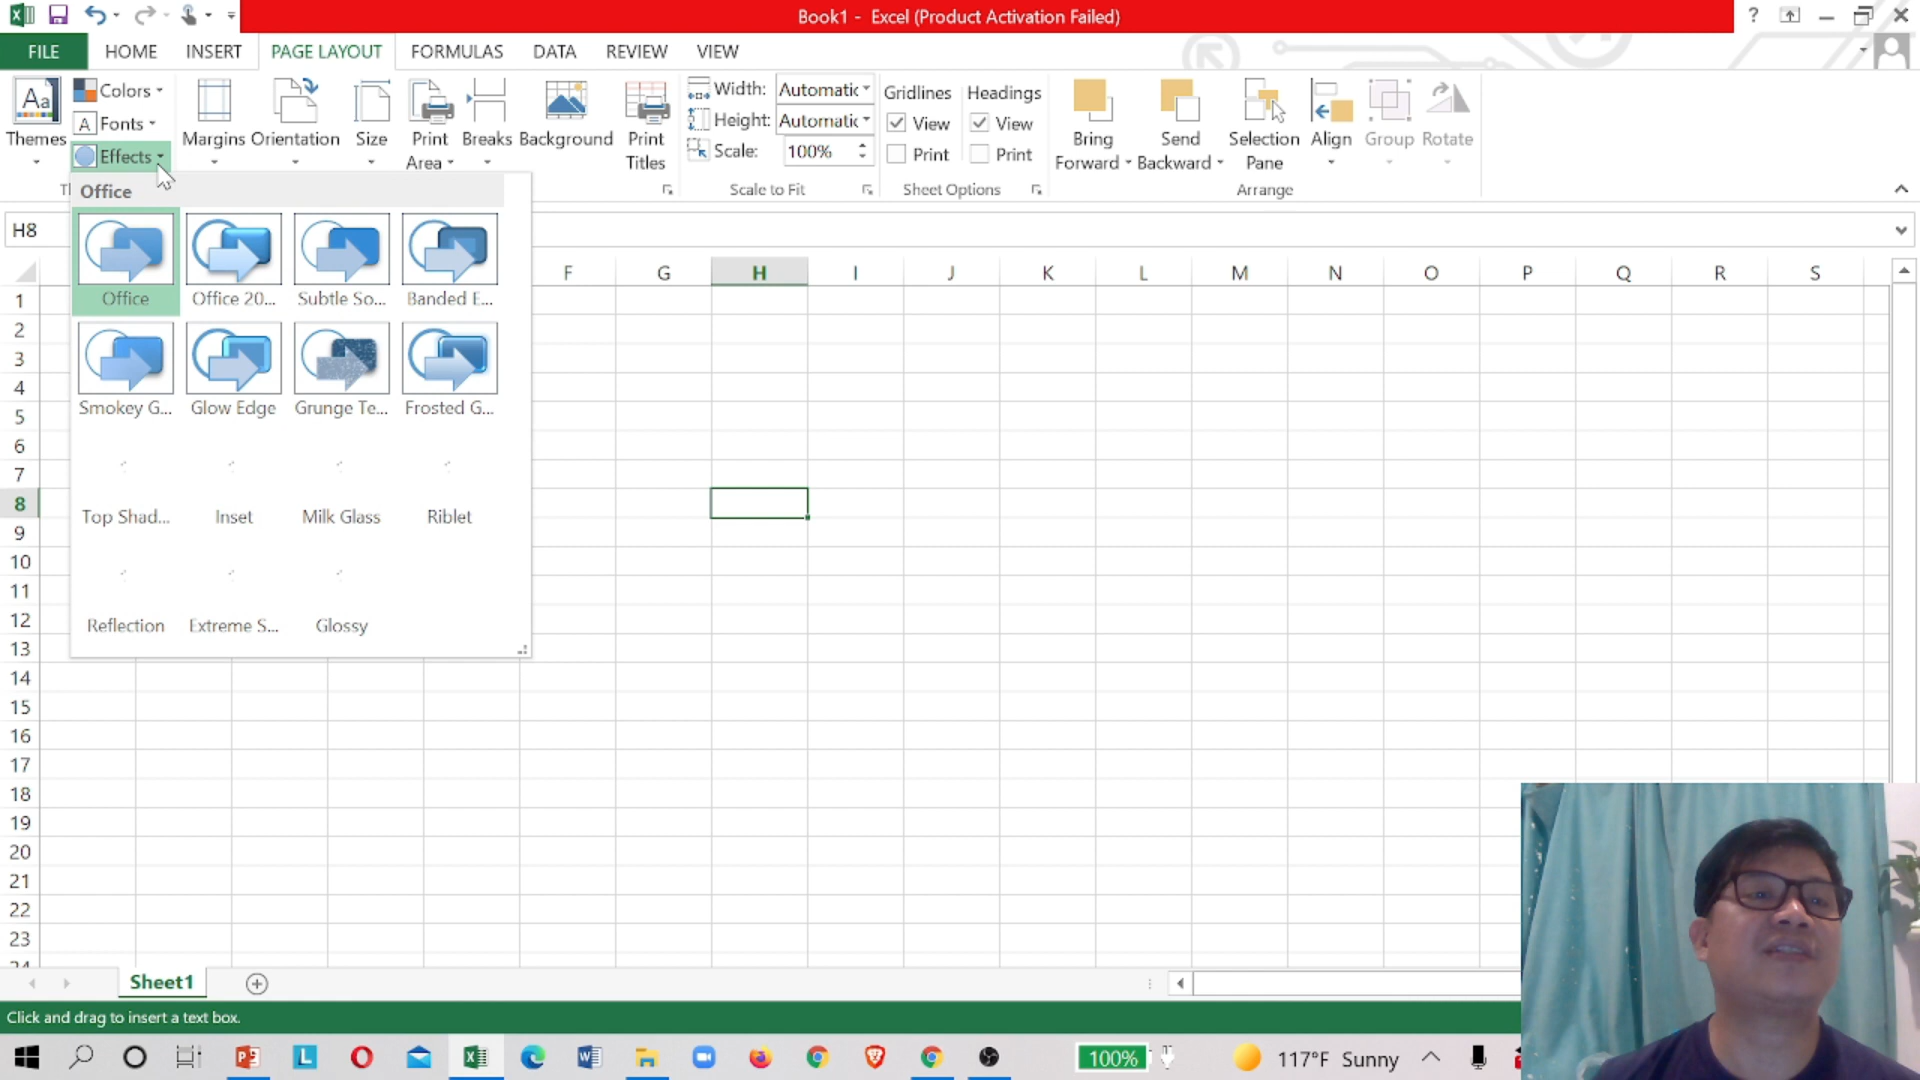 Book1 - Excel (Product Activation Failed)
?
FILE HOME INSERT PAGE LAYOUT FORMULAS DATA REVIEW VIEW
Aa
Themes
Colors
A Fonts
Effects
Margins
Orientation
Size
Print
Area
Breaks
Background
Print
Titles
Width: Automatic
Height: Automatic
Scale: 100%
Scale to Fit
Gridlines
View
Print
Headings
View
Print
Sheet Options
Bring
Forward
Send
Backward
Selection
Pane
Align
Group
Rotate
Arrange
Office
Office Office 20... Subtle So... Banded E...
Smokey G... Glow Edge Grunge Te... Frosted G...
Top Shad... Inset Milk Glass Riblet
Reflection Extreme S... Glossy
H8
F G H I J K L M N O P Q R S
1
2
3
4
5
6
7
8
9
10
11
12
13
14
15
16
17
18
19
20
21
22
23
24
Sheet1
Click and drag to insert a text box.
100% 117°F Sunny